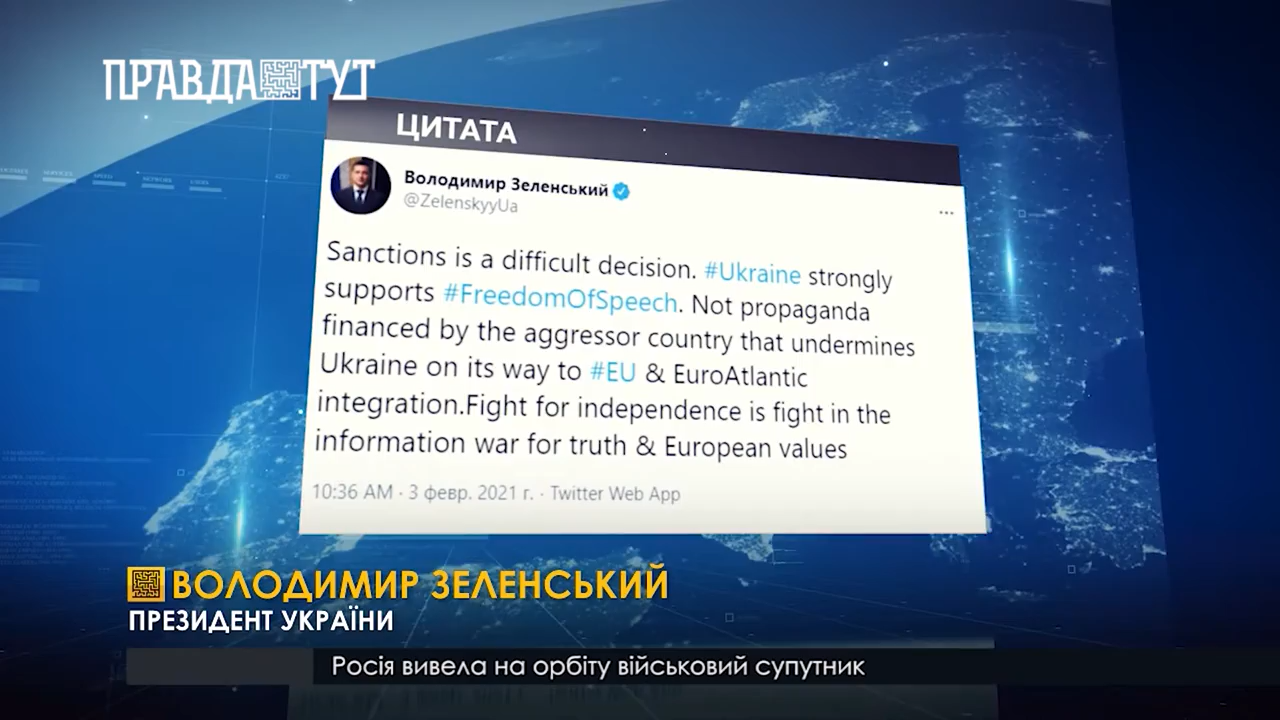 ПРАВДА ТУТ
ЦИТАТА
Володимир Зеленський
@ZelenskyyUa
Sanctions is a difficult decision. #Ukraine strongly
supports #FreedomOfSpeech. Not propaganda
financed by the aggressor country that undermines
Ukraine on its way to #EU & EuroAtlantic
integration.Fight for independence is fight in the
information war for truth & European values
10:36 AM · 3 февр. 2021 г. · Twitter Web App
ВОЛОДИМИР ЗЕЛЕНСЬКИЙ
ПРЕЗИДЕНТ УКРАЇНИ
Росія вивела на орбіту військовий супутник